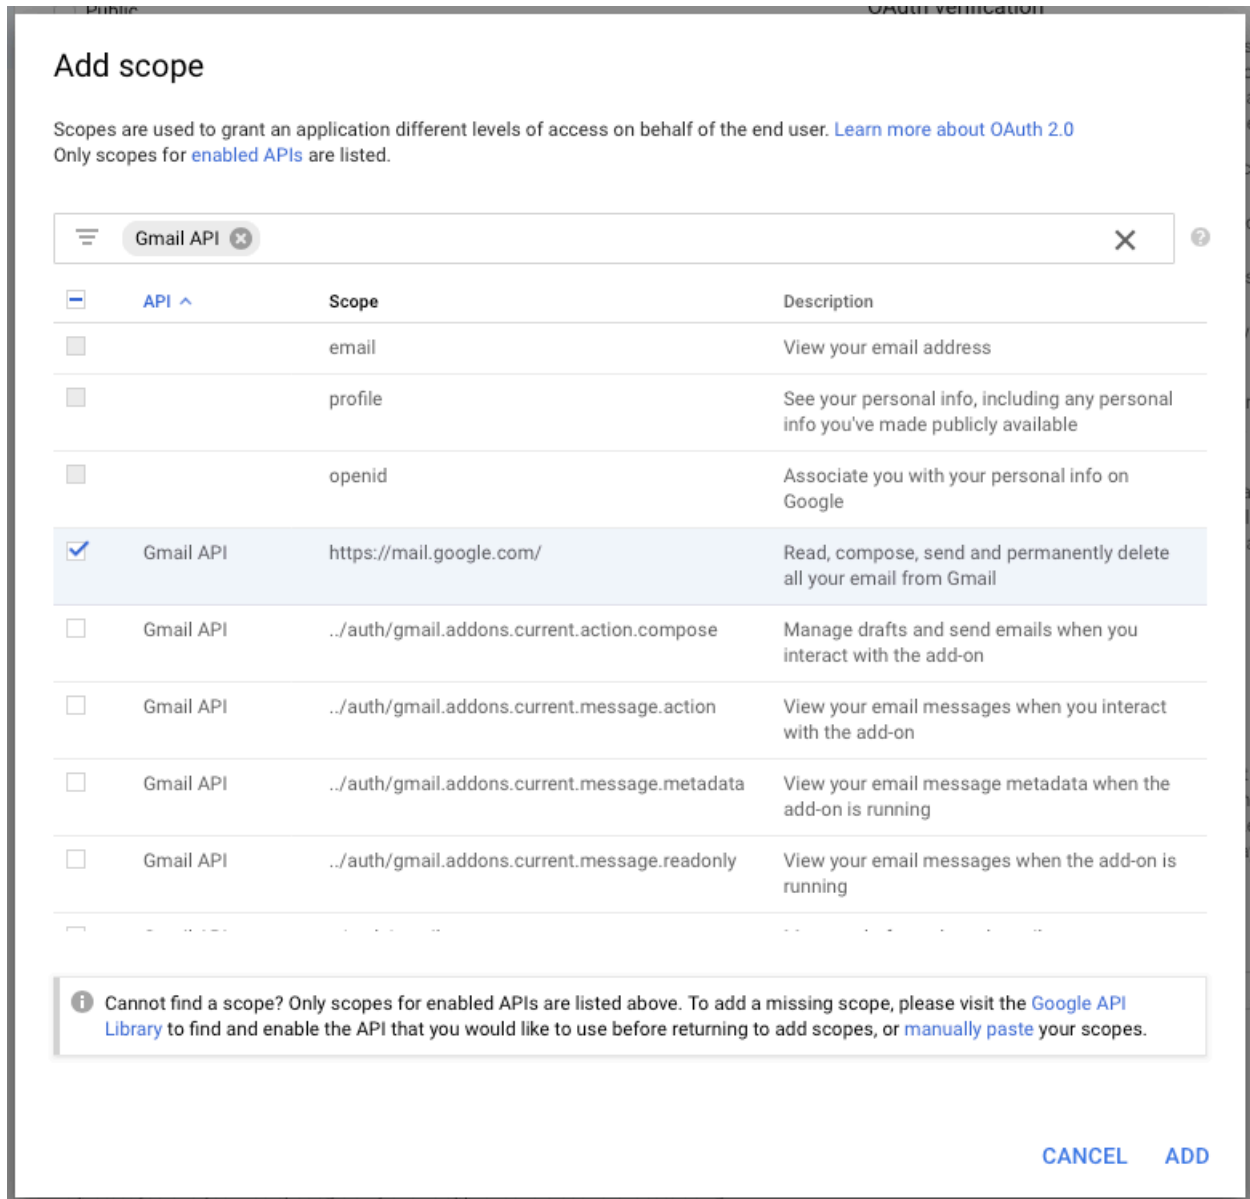 Public
OAuth verification
Add scope
Scopes are used to grant an application different levels of access on behalf of the end user. Learn more about OAuth 2.0
Only scopes for enabled APIs are listed.
Gmail API
API Scope Description
email View your email address
profile See your personal info, including any personal
info you've made publicly available
openid Associate you with your personal info on
Google
Gmail API https://mail.google.com/ Read, compose, send and permanently delete
all your email from Gmail
Gmail API ../auth/gmail.addons.current.action.compose Manage drafts and send emails when you
interact with the add-on
Gmail API ../auth/gmail.addons.current.message.action View your email messages when you interact
with the add-on
Gmail API ../auth/gmail.addons.current.message.metadata View your email message metadata when the
add-on is running
Gmail API ../auth/gmail.addons.current.message.readonly View your email messages when the add-on is
running
Cannot find a scope? Only scopes for enabled APIs are listed above. To add a missing scope, please visit the Google API
Library to find and enable the API that you would like to use before returning to add scopes, or manually paste your scopes.
CANCEL ADD